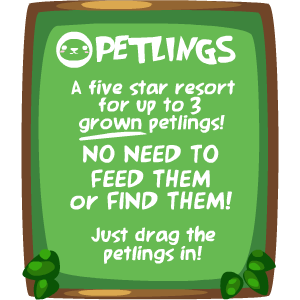 PETLINGS
A five star resort
for up to 3
grown petlings!
NO NEED TO
FEED THEM
or FIND THEM!
Just drag the
petlings in!